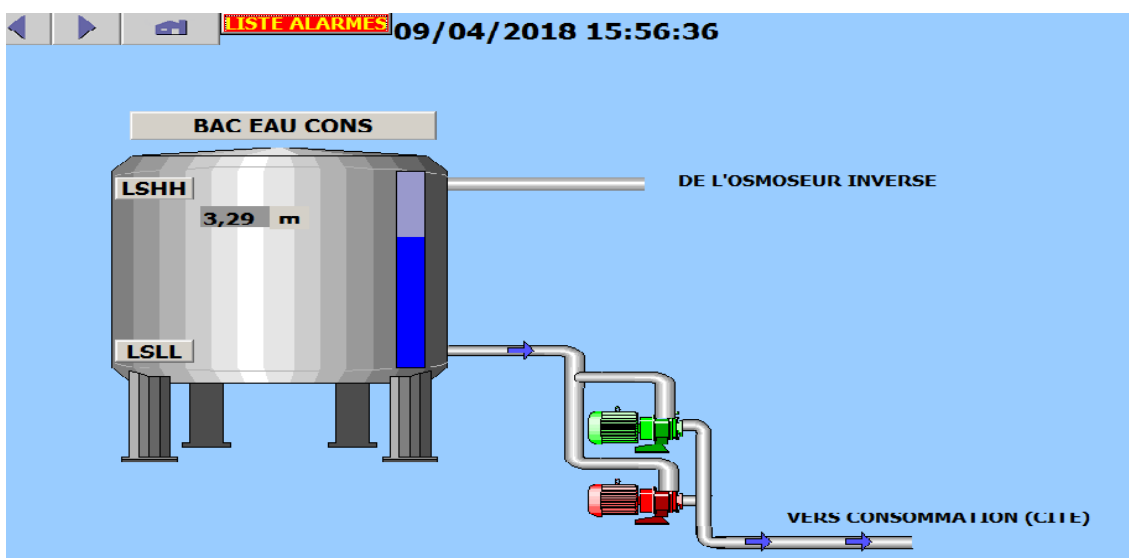 LISTE ALARMES
09/04/2018 15:56:36
BAC EAU CONS
LSHH
DE L'OSMOSEUR INVERSE
3,29 m
LSLL
VERS CONSOMMATION (CITE)